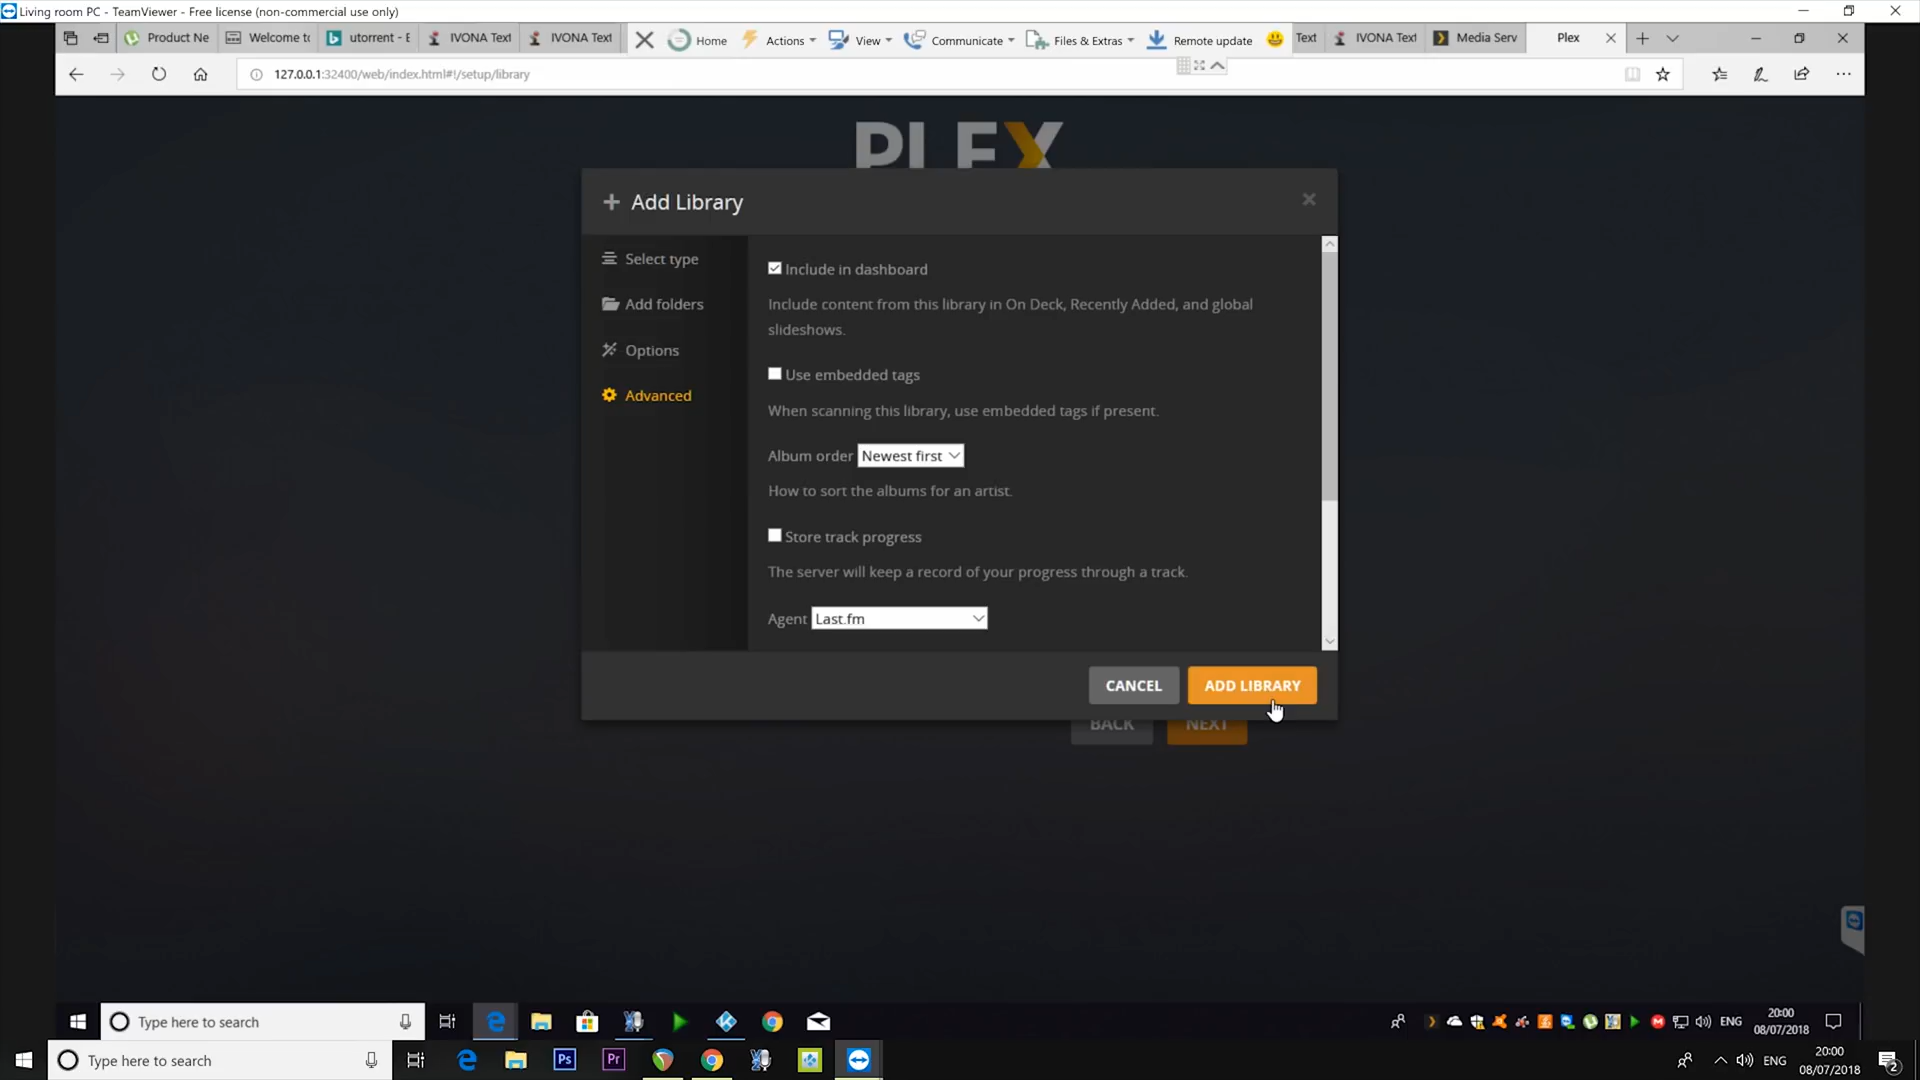 Living room PC - TeamViewer - Free license (non-commercial use only)
Product Ne
Welcome to
utorrent - E
IVONA Text
IVONA Text
Home
Actions
View
Communicate
Files & Extras
Remote update
Text
IVONA Text
Media Serv
Plex
127.0.0.1:32400/web/index.html#!/setup/library
PLEX
Add Library
Select type
Add folders
Options
Advanced
Include in dashboard
Include content from this library in On Deck, Recently Added, and global
slideshows.
Use embedded tags
When scanning this library, use embedded tags if present.
Album order Newest first
How to sort the albums for an artist.
Store track progress
The server will keep a record of your progress through a track.
Agent Last.fm
CANCEL ADD LIBRARY
BACK NEXT
Type here to search
ENG
20:00
08/07/2018
Type here to search
Ps
Pr
ENG
20:00
08/07/2018
2